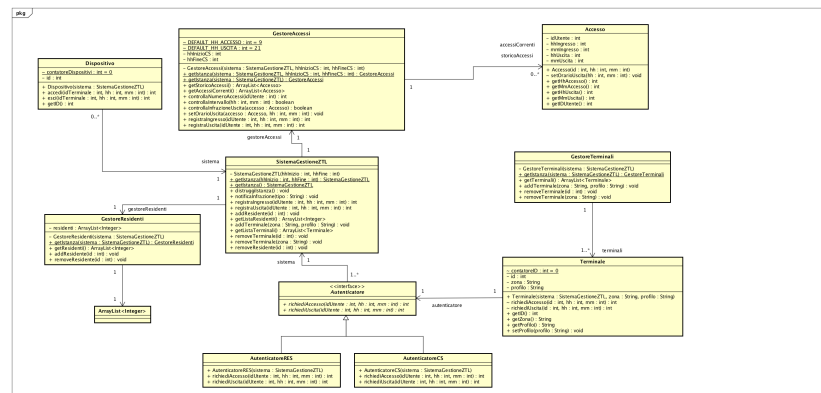 pkg
GestoreAccessi
- DEFAULT_HH_ACCESSO : int = 9
- DEFAULT_HH_USCITA : int = 21
- hhInizioCS : int
- hhFineCS : int
- GestoreAccessi(sistema : SistemaGestioneZTL, hhInizioCS : int, hhFineCS : int)
+ getIstanza(sistema : SistemaGestioneZTL, hhInizioCS : int, hhFineCS : int) : GestoreAccessi
+ getIstanza(sistema : SistemaGestioneZTL) : GestoreAccessi
+ getStoricoAccessi() : ArrayList<Accesso>
+ getAccessiCorrenti() : ArrayList<Accesso>
+ controllaNumeroAccessi(idUtente : int) : int
+ controllaIntervallo(hh : int, mm : int) : boolean
+ controllaInfrazioneUscita(accesso : Accesso) : boolean
+ setOrarioUscita(accesso : Accesso, hh : int, mm : int) : void
+ registraIngresso(idUtente : int, hh : int, mm : int) : int
+ registraUscita(idUtente : int, hh : int, mm : int) : int
accessiCorrenti
storicoAccessi
1
0..*
Accesso
- idUtente : int
- hhIngresso : int
- mmIngresso : int
- hhUscita : int
- mmUscita : int
+ Accesso(id : int, hh : int, mm : int)
+ setOrarioUscita(hh : int, mm : int) : void
+ getHhAccesso() : int
+ getMmAccesso() : int
+ getHhUscita() : int
+ getMmUscita() : int
+ getIDUtente() : int
Dispositivo
- contatoreDispositivi : int = 0
- id : int
+ Dispositivo(sistema : SistemaGestioneZTL)
+ accedi(idTerminale : int, hh : int, mm : int) : int
+ esci(idTerminale : int, hh : int, mm : int) : int
+ getID() : int
0..*
sistema
1
gestoreAccessi
1
1
SistemaGestioneZTL
- SistemaGestioneZTL(hhInizio : int, hhFine : int)
+ getIstanza(hhInizio : int, hhFine : int) : SistemaGestioneZTL
+ getIstanza() : SistemaGestioneZTL
+ distruggiIstanza() : void
+ notificaInfrazione(tipo : String) : void
+ registraIngresso(idUtente : int, hh : int, mm : int) : int
+ registraUscita(idUtente : int, hh : int, mm : int) : int
+ addResidente(id : int) : void
+ getListaResidenti() : ArrayList<Integer>
+ addTerminale(zona : String, profilo : String) : void
+ getListaTerminali() : ArrayList<Terminale>
+ removeTerminale(id : int) : void
+ removeTerminale(zona : String) : void
+ removeResidente(id : int) : void
1
1
gestoreResidenti
GestoreResidenti
- residenti : ArrayList<Integer>
- GestoreResidenti(sistema : SistemaGestioneZTL)
+ getIstanza(sistema : SistemaGestioneZTL) : GestoreResidenti
+ getResidenti() : ArrayList<Integer>
+ addResidente(id : int) : void
+ removeResidente(id : int) : void
1
1
ArrayList<Integer>
GestoreTerminali
- GestoreTerminali(sistema : SistemaGestioneZTL)
+ getIstanza(sistema : SistemaGestioneZTL) : GestoreTerminali
+ getTerminali() : ArrayList<Terminale>
+ addTerminale(zona : String, profilo : String) : void
+ removeTerminale(id : int) : void
+ removeTerminale(zona : String) : void
1
1..*
terminali
Terminale
- contatoreID : int = 0
- id : int
- zona : String
- profilo : String
+ Terminale(sistema : SistemaGestioneZTL, zona : String, profilo : String)
- richiediAccesso(id : int, hh : int, mm : int) : int
- richiediUscita(id : int, hh : int, mm : int) : int
+ getID() : int
+ getZona() : String
+ getProfilo() : String
+ setProfilo(profilo : String) : void
1
sistema
1
1..*
<<interface>>
Autenticatore
+ richiediAccesso(idUtente : int, hh : int, mm : int) : int
+ richiediUscita(idUtente : int, hh : int, mm : int) : int
1
autenticatore
AutenticatoreRES
+ AutenticatoreRES(sistema : SistemaGestioneZTL)
+ richiediAccesso(idUtente : int, hh : int, mm : int) : int
+ richiediUscita(idUtente : int, hh : int, mm : int) : int
AutenticatoreCS
+ AutenticatoreCS(sistema : SistemaGestioneZTL)
+ richiediAccesso(idUtente : int, hh : int, mm : int) : int
+ richiediUscita(idUtente : int, hh : int, mm : int) : int